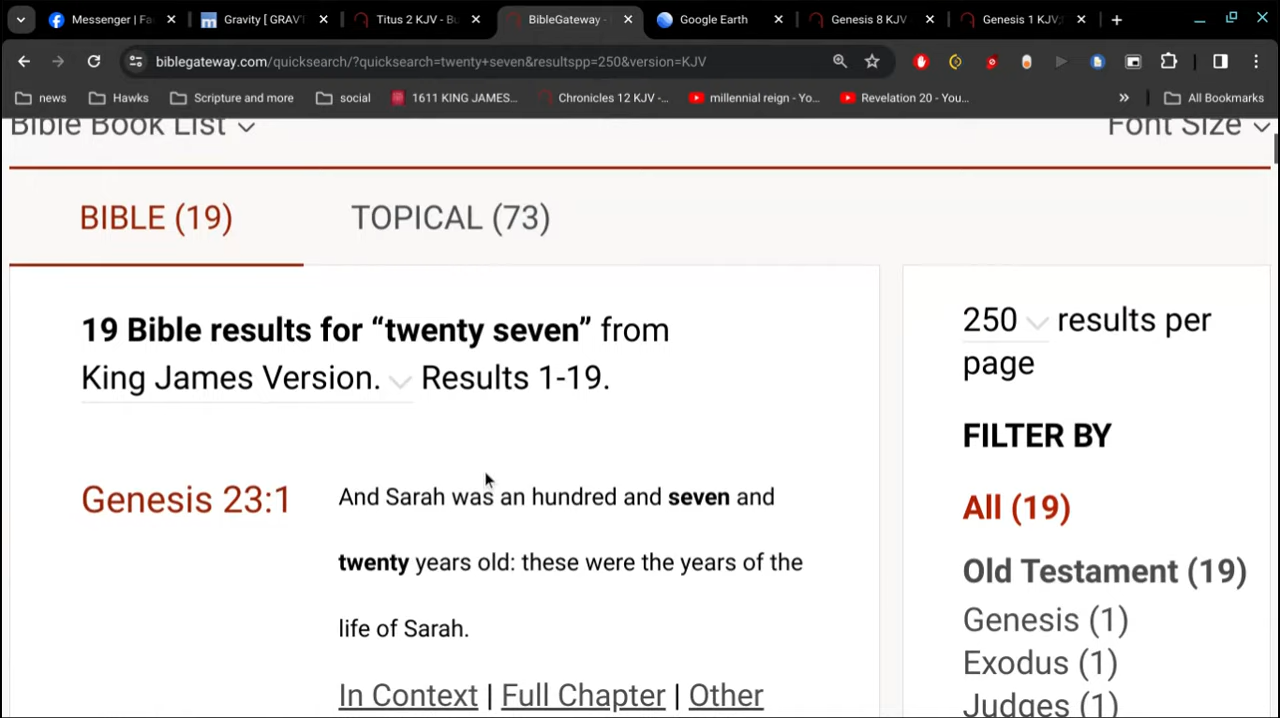 Messenger | Fa
Gravity [ GRAV
Titus 2 KJV - B
BibleGateway -
Google Earth
Genesis 8 KJV
Genesis 1 KJV
biblegateway.com/quicksearch/?quicksearch=twenty+seven&resultspp=250&version=KJV
news
Hawks
Scripture and more
social
1611 KING JAMES...
Chronicles 12 KJV -...
millennial reign - Yo...
Revelation 20 - You...
All Bookmarks
Bible Book List
Font Size
BIBLE (19)
TOPICAL (73)
19 Bible results for “twenty seven” from
King James Version. Results 1-19.
250 results per
page
FILTER BY
All (19)
Old Testament (19)
Genesis (1)
Exodus (1)
Judges (1)
Genesis 23:1
And Sarah was an hundred and seven and
twenty years old: these were the years of the
life of Sarah.
In Context | Full Chapter | Other